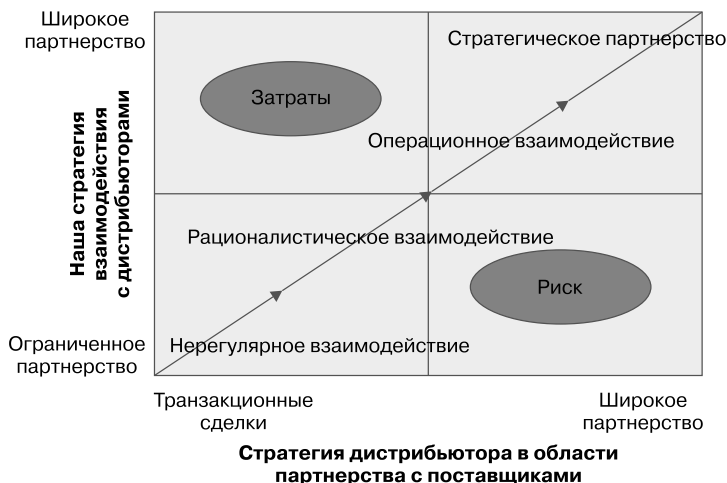 Широкое
партнерство
Стратегическое партнерство
Затраты
Операционное взаимодействие
Наша стратегия
взаимодействия
с дистрибьюторами
Рационалистическое взаимодействие
Риск
Ограниченное
партнерство
Нерегулярное взаимодействие
Транзакционные
сделки
Широкое
партнерство
Стратегия дистрибьютора в области
партнерства с поставщиками